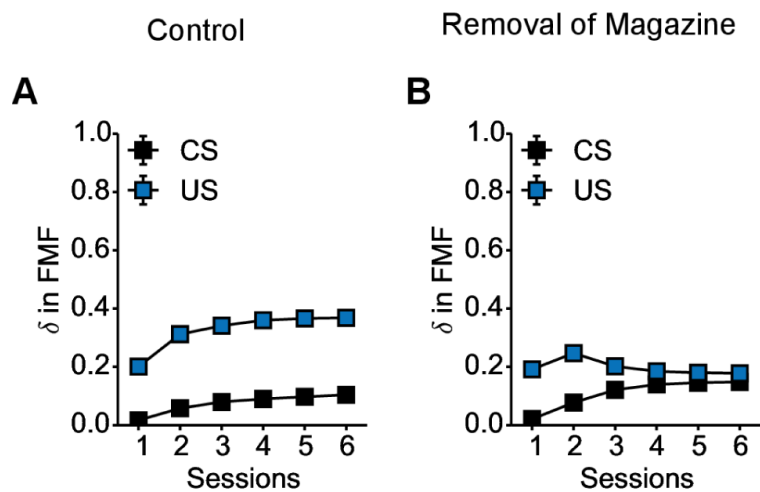 Control
Removal of Magazine
A
B
1.0
0.8
0.6
0.4
0.2
0.0
δ in FMF
CS
US
1 2 3 4 5 6
Sessions
1.0
0.8
0.6
0.4
0.2
0.0
δ in FMF
CS
US
1 2 3 4 5 6
Sessions